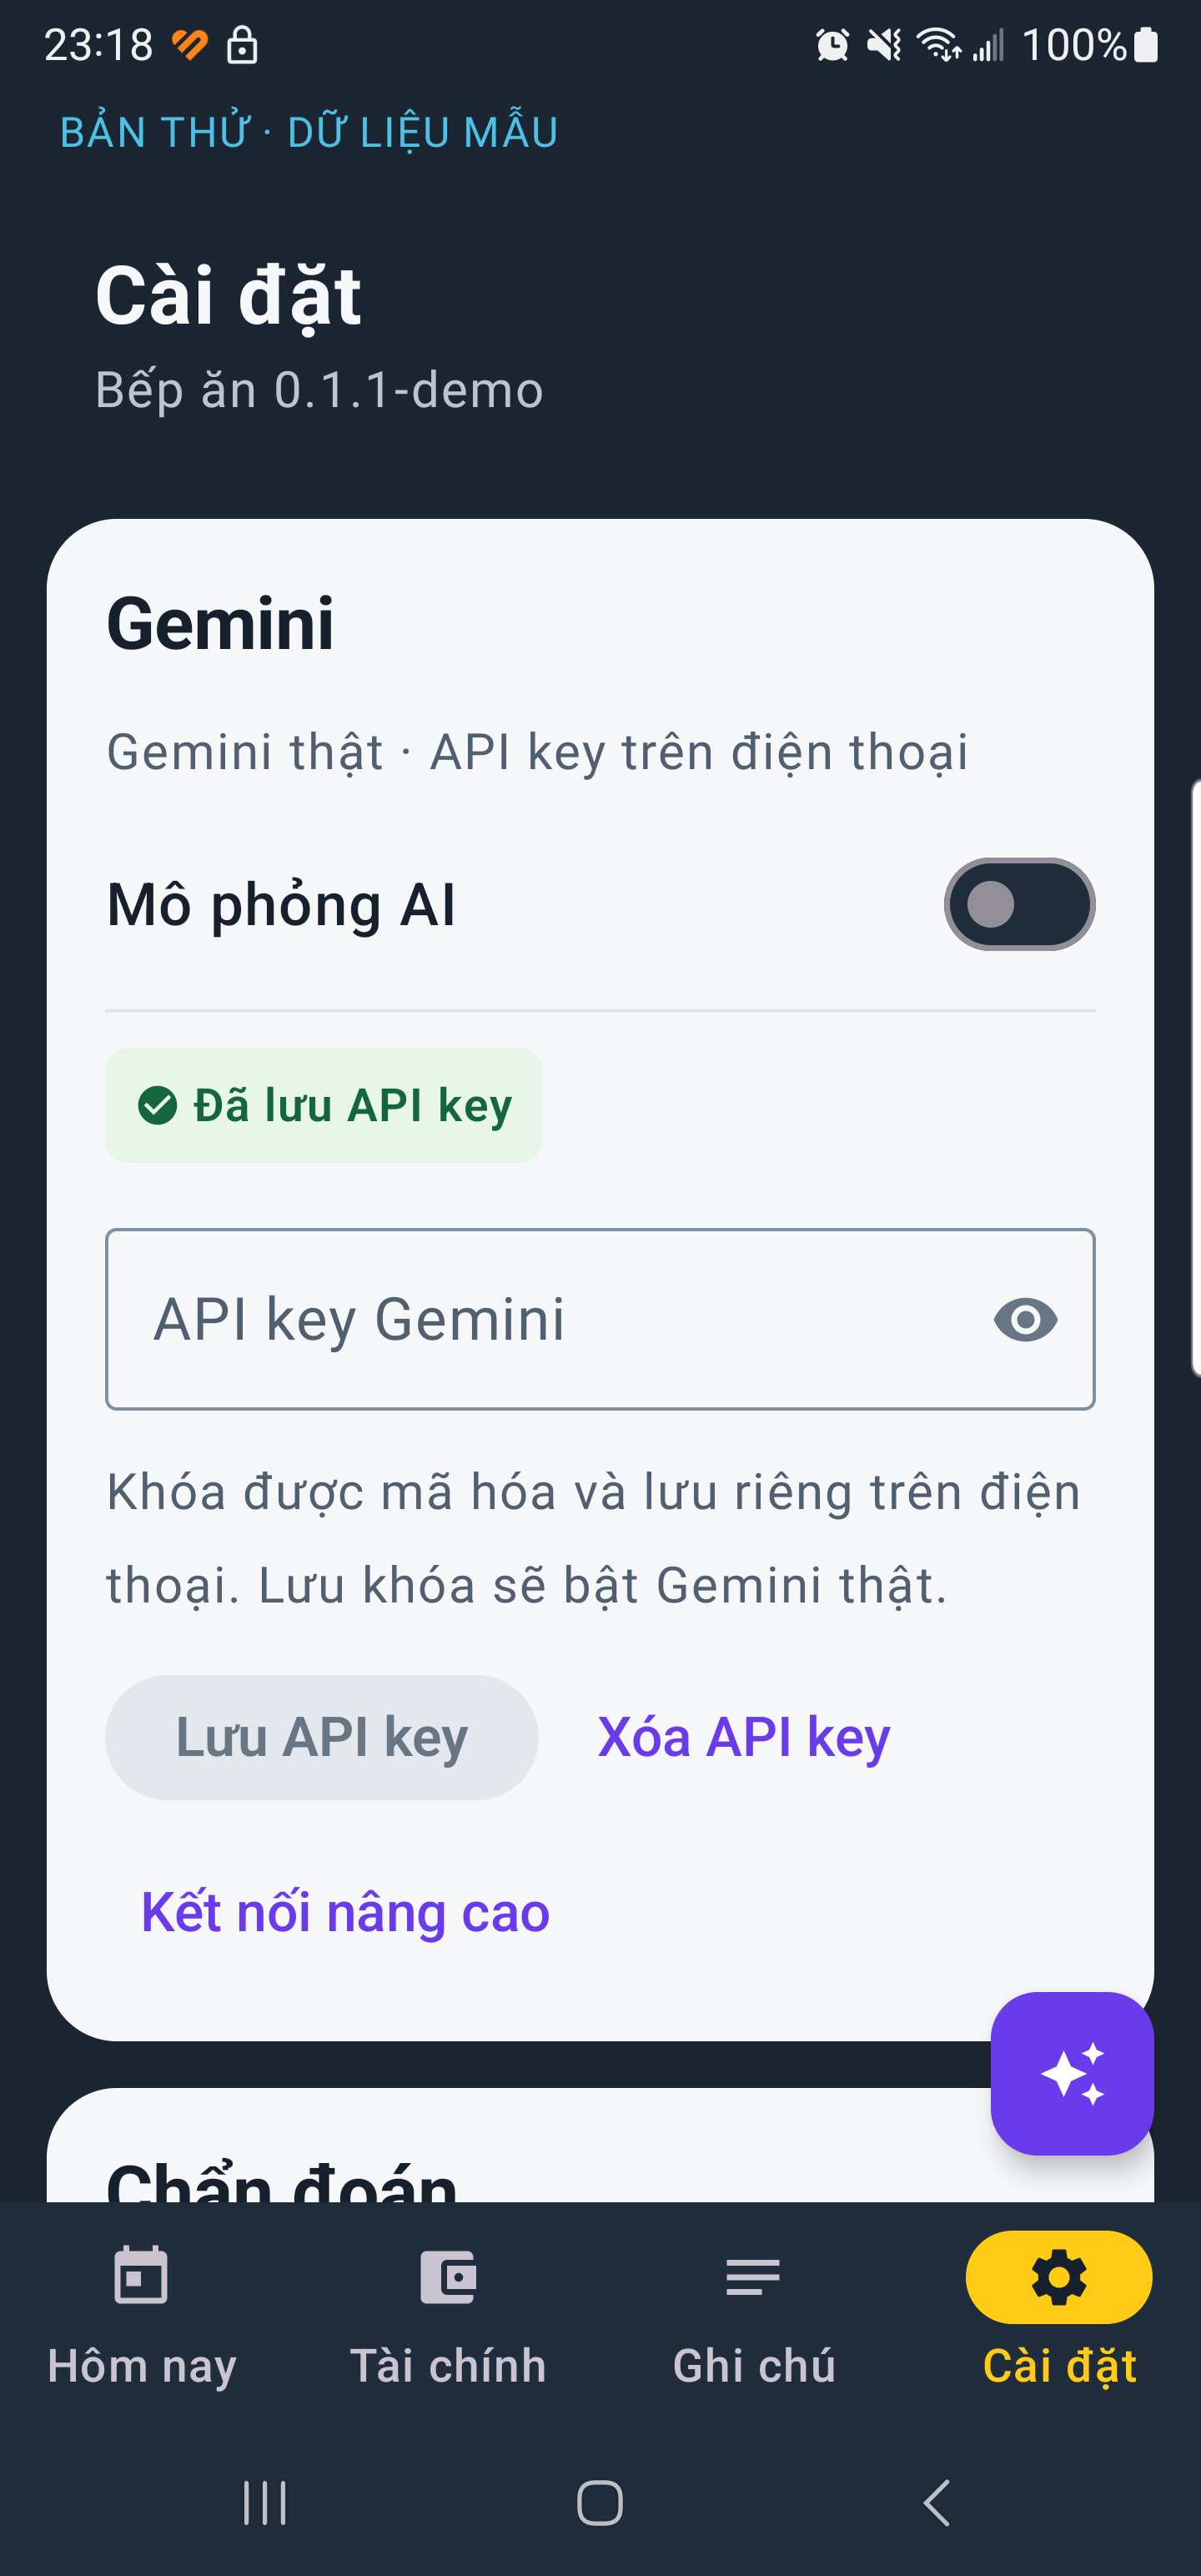 23:18
100%
BẢN THỬ · DỮ LIỆU MẪU
Cài đặt
Bếp ăn 0.1.1-demo
Gemini
Gemini thật · API key trên điện thoại
Mô phỏng AI
Đã lưu API key
API key Gemini
Khóa được mã hóa và lưu riêng trên điện
thoại. Lưu khóa sẽ bật Gemini thật.
Lưu API key
Xóa API key
Kết nối nâng cao
Chẩn đoán
Hôm nay
Tài chính
Ghi chú
Cài đặt